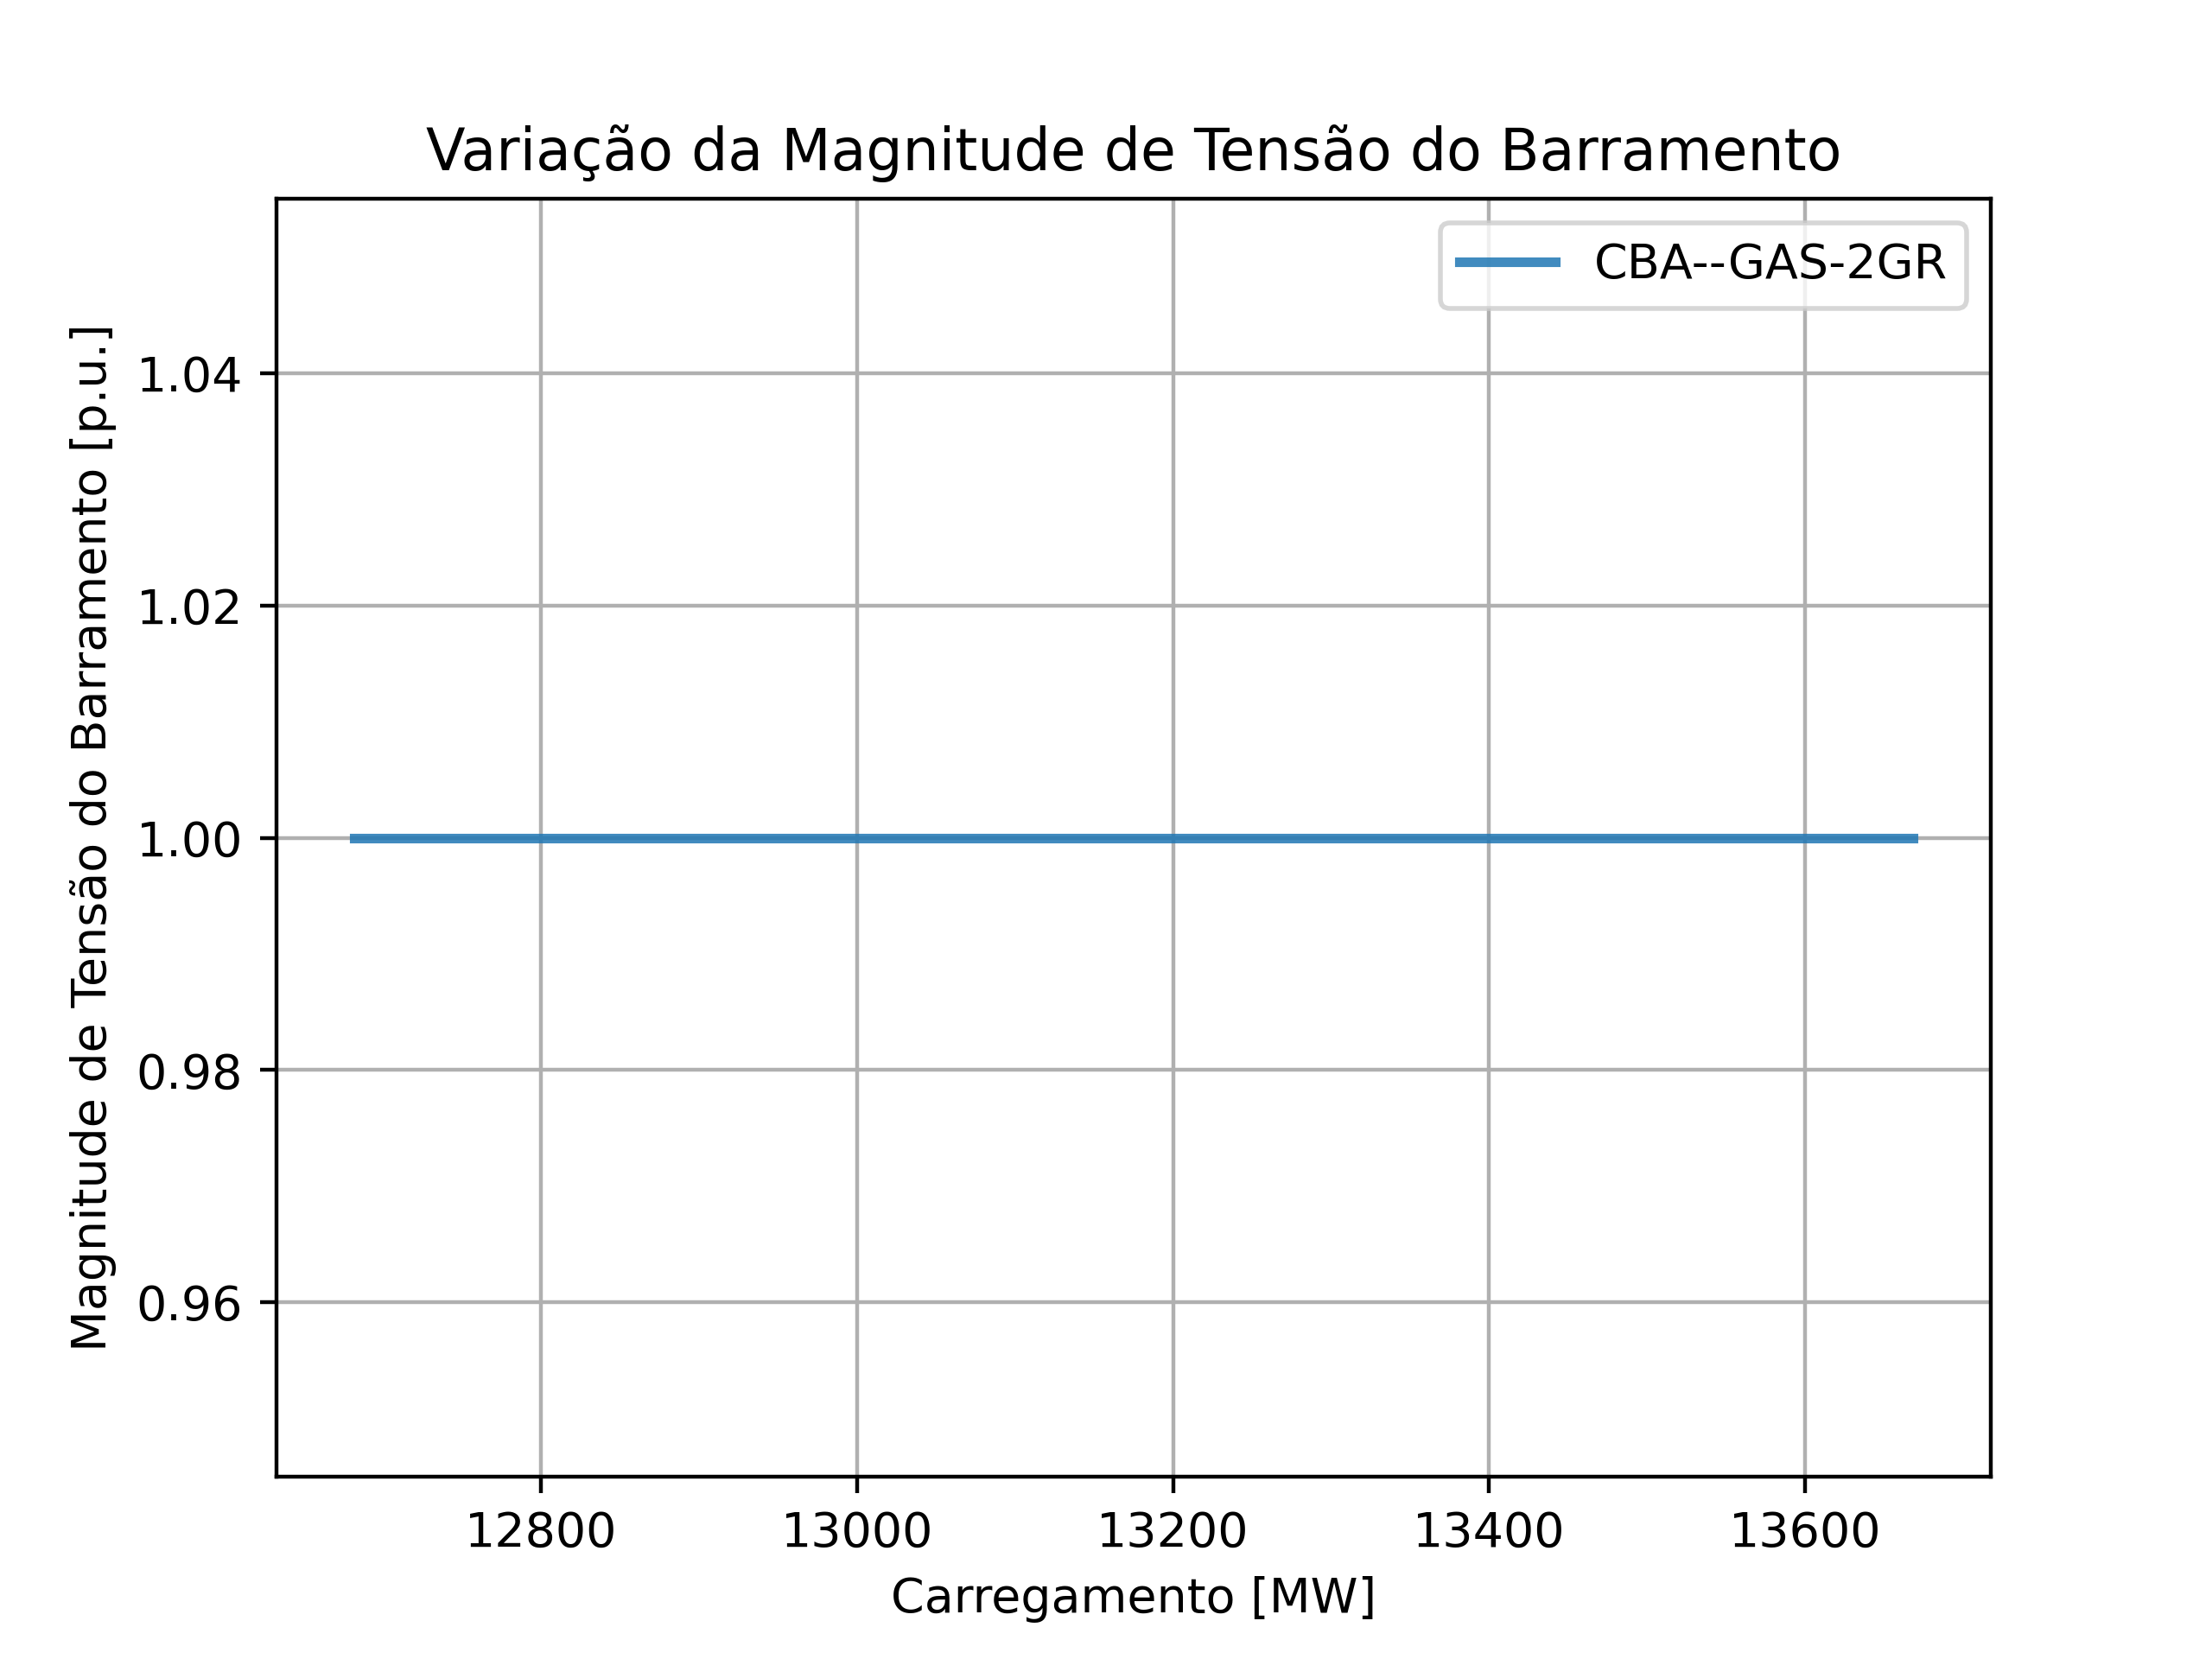 Variação da Magnitude de Tensão do Barramento
CBA--GAS-2GR
Magnitude de Tensão do Barramento [p.u.]
1.04
1.02
1.00
0.98
0.96
12800 13000 13200 13400 13600
Carregamento [MW]